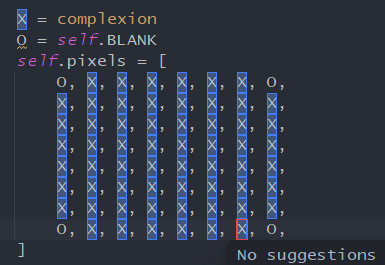 X = complexion
O = self.BLANK
self.pixels = [
O, X, X, X, X, X, X, O,
X, X, X, X, X, X, X, X,
X, X, X, X, X, X, X, X,
X, X, X, X, X, X, X, X,
X, X, X, X, X, X, X, X,
X, X, X, X, X, X, X, X,
X, X, X, X, X, X, X, X,
O, X, X, X, X, X, X, O,
]
No suggestions